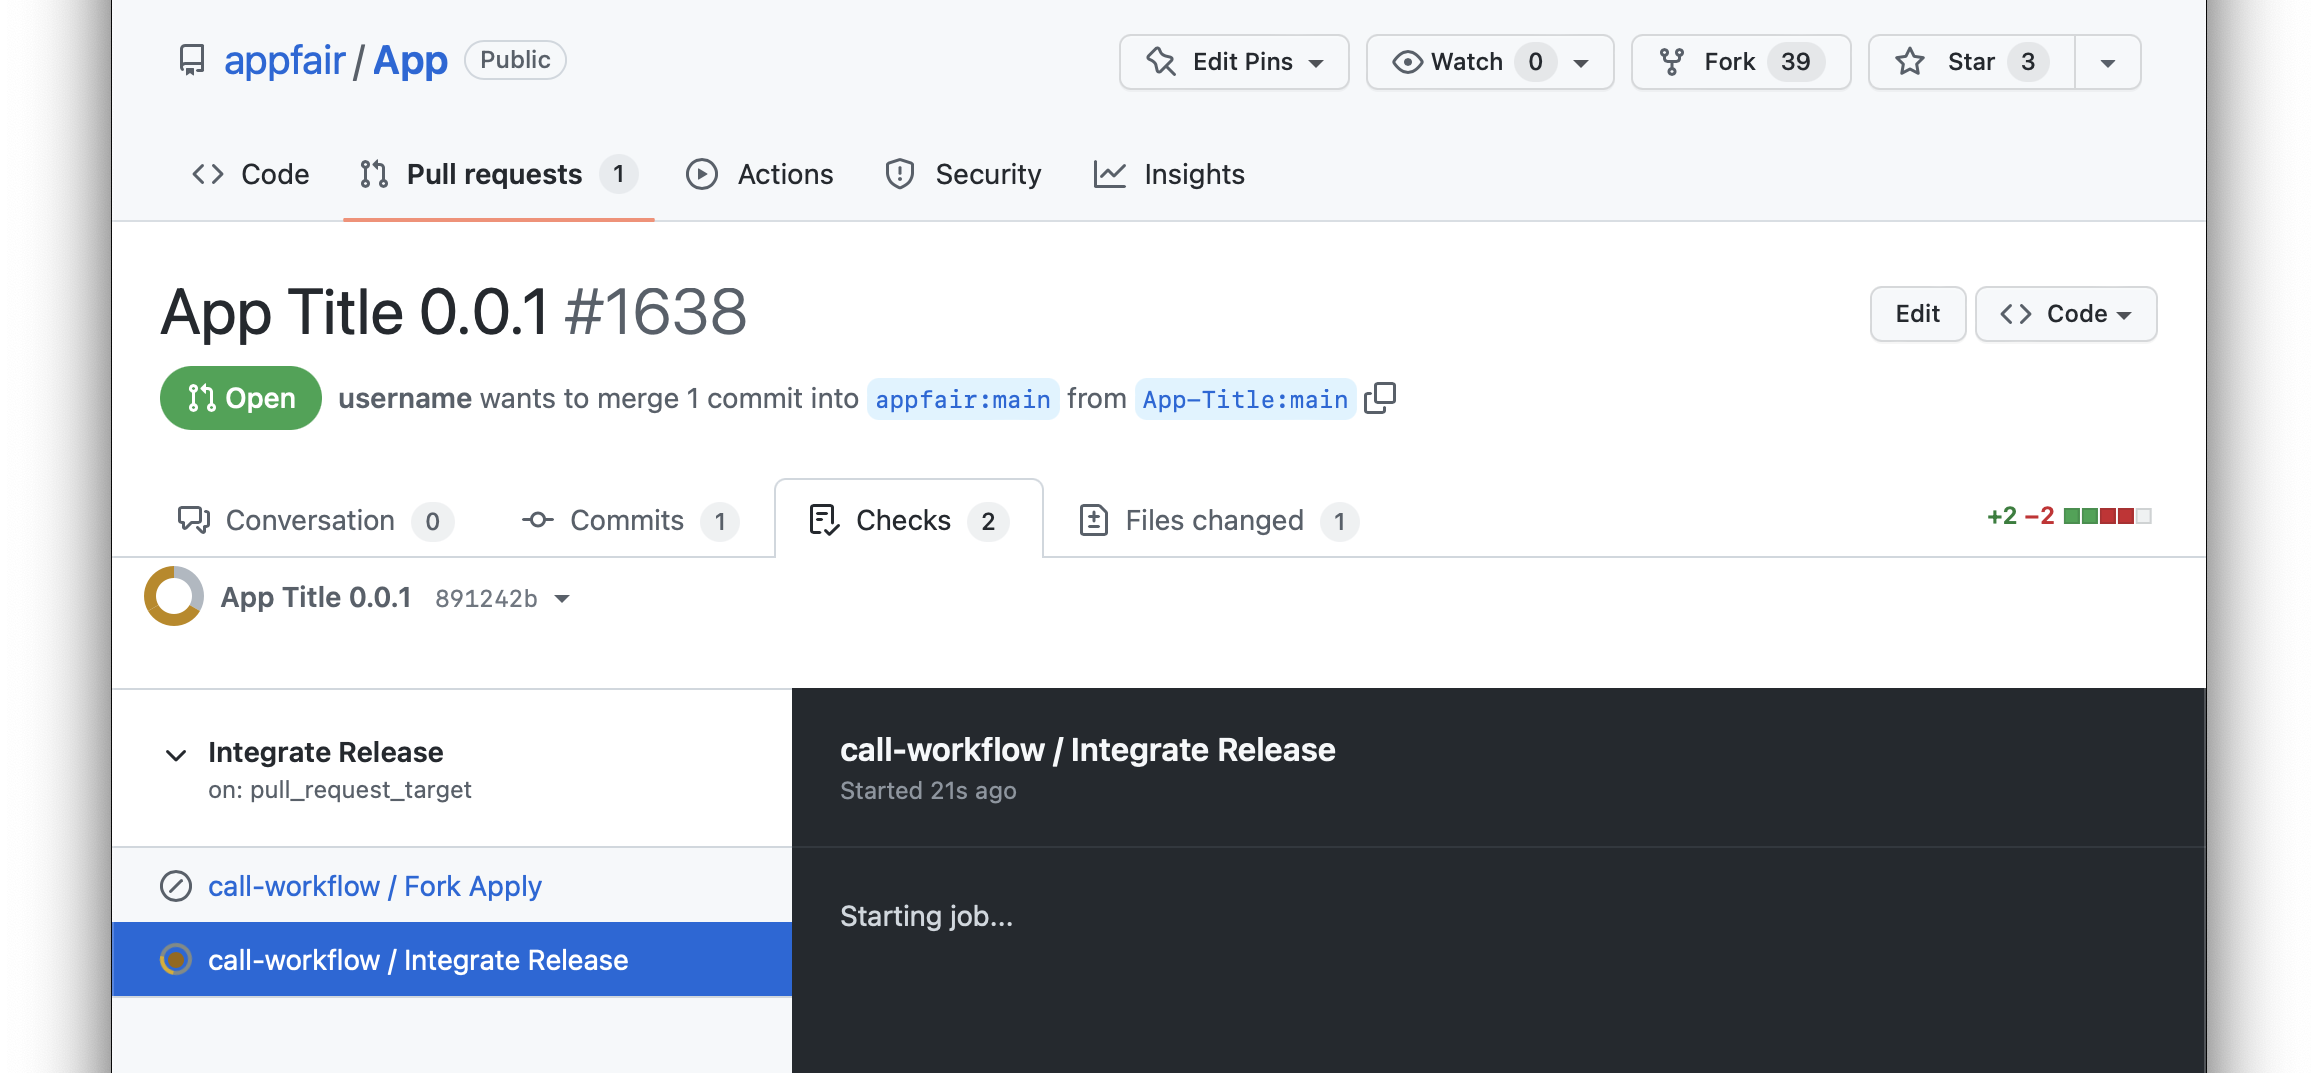 appfair / App Public Edit Pins Watch 0 Fork 39 Star 3
Code Pull requests 1 Actions Security Insights
App Title 0.0.1 #1638 Edit Code
Open username wants to merge 1 commit into appfair:main from App-Title:main
Conversation 0 Commits 1 Checks 2 Files changed 1 +2 −2
App Title 0.0.1 891242b
Integrate Release
on: pull_request_target
call-workflow / Fork Apply
call-workflow / Integrate Release
call-workflow / Integrate Release
Started 21s ago
Starting job...